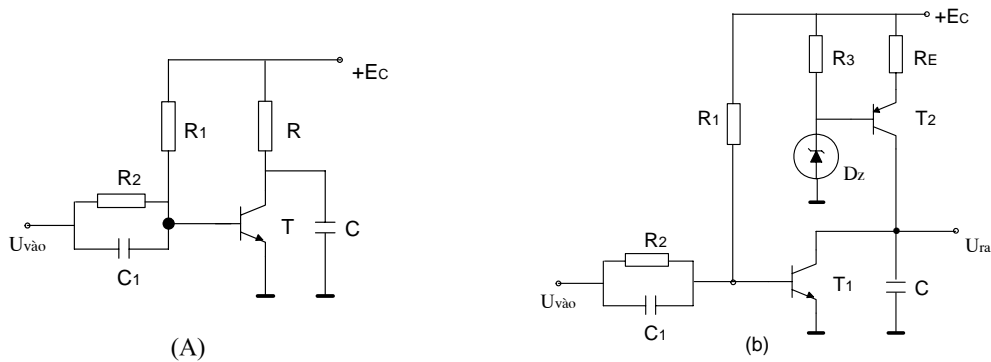 +EC
R1
R
R2
Uvào
C1
T
C
(A)
+EC
R3
RE
R1
T2
Dz
R2
Ura
T1
C
Uvào
C1
(b)